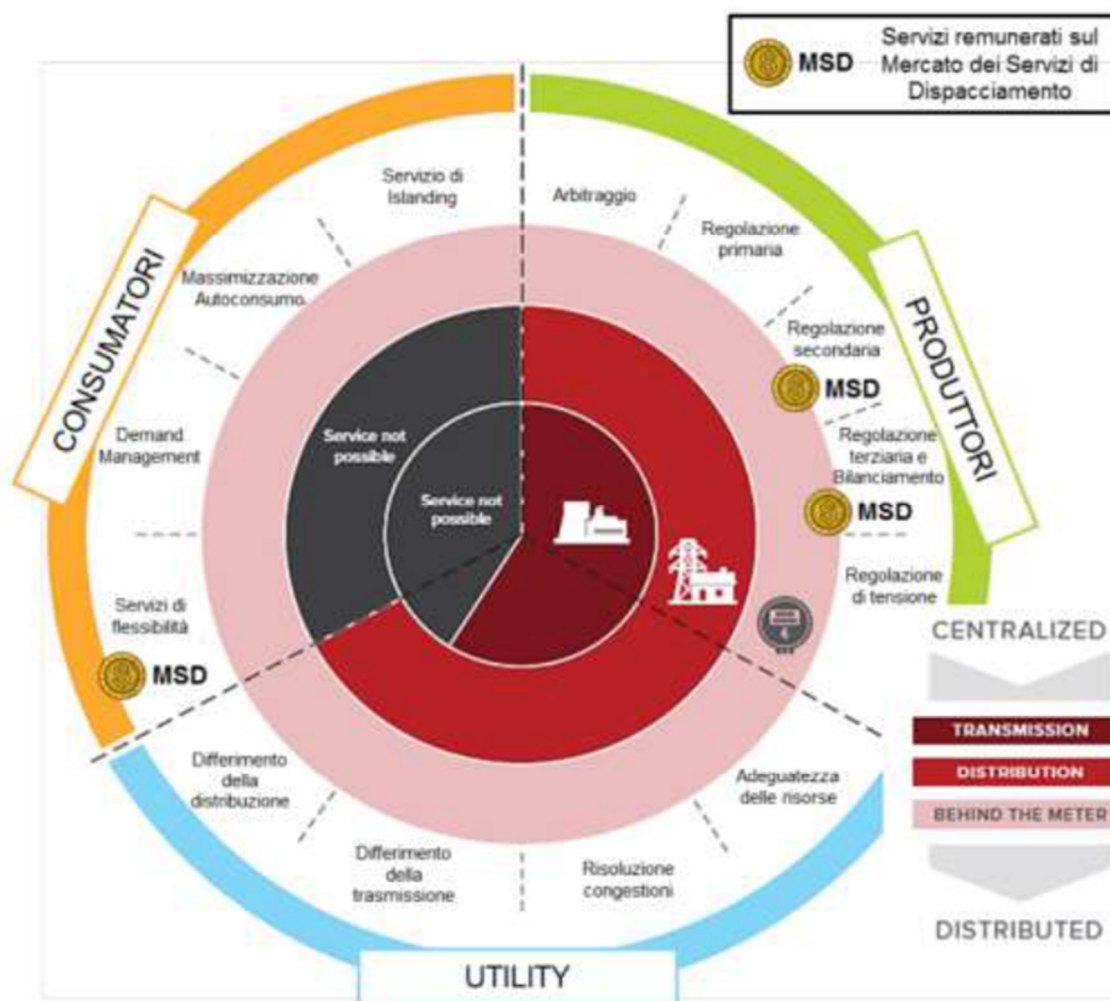 MSD
Servizi remunerati sul
Mercato dei Servizi di
Dispacciamento
Servizio di
Islanding
Arbitraggio
Regolazione
primaria
Massimizzazione
Autoconsumo
Regolazione
secondaria
MSD
CONSUMATORI
PRODUTTORI
Demand
Management
Service not
possible
Service not
possible
Regolazione
terziaria e
Bilanciamento
MSD
Regolazione
di tensione
Servizi di
flessibilità
MSD
CENTRALIZED
TRANSMISSION
DISTRIBUTION
BEHIND THE METER
DISTRIBUTED
Differimento
della
distribuzione
Adeguatezza
delle risorse
Differimento
della
trasmissione
Risoluzione
congestioni
UTILITY